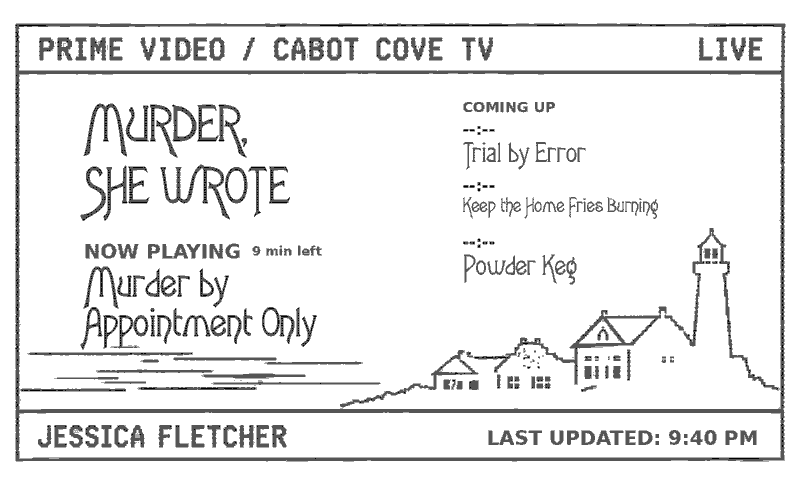 PRIME VIDEO / CABOT COVE TV
LIVE
MURDER,
SHE WROTE
NOW PLAYING 9 min left
Murder by
Appointment Only
COMING UP
--:--
Trial by Error
--:--
Keep the Home Fries Burning
--:--
Powder Keg
JESSICA FLETCHER
LAST UPDATED: 9:40 PM